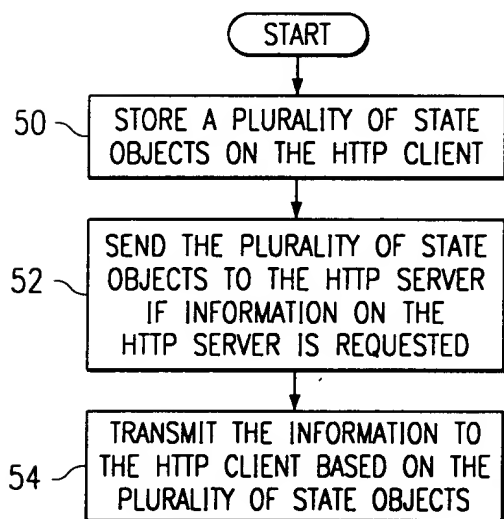 START
50
STORE A PLURALITY OF STATE
OBJECTS ON THE HTTP CLIENT
52
SEND THE PLURALITY OF STATE
OBJECTS TO THE HTTP SERVER
IF INFORMATION ON THE
HTTP SERVER IS REQUESTED
54
TRANSMIT THE INFORMATION TO
THE HTTP CLIENT BASED ON THE
PLURALITY OF STATE OBJECTS